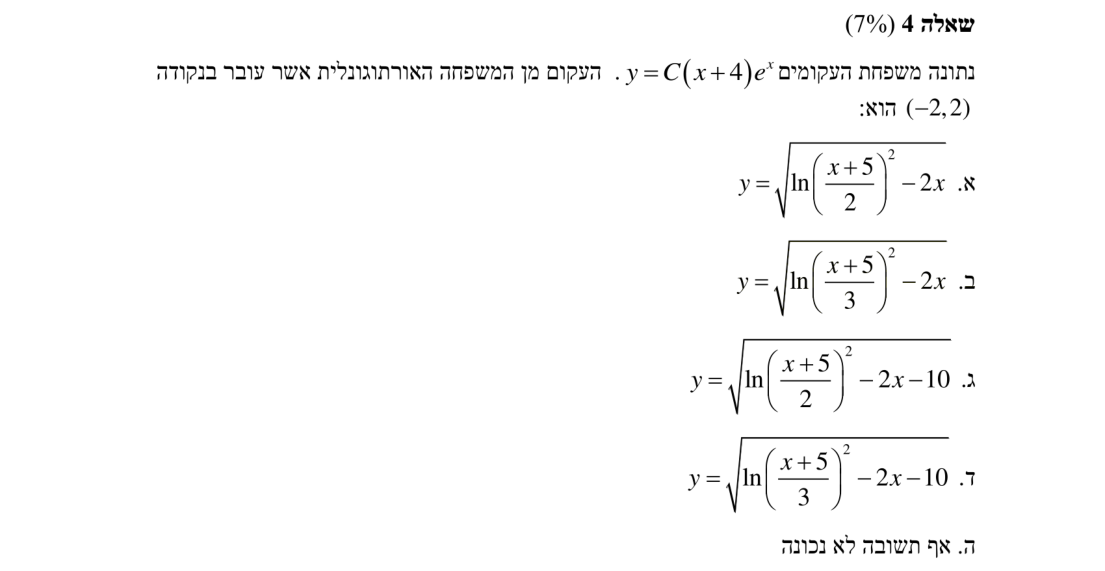 שאלה 4 (7%)
נתונה משפחת העקומים y = C(x+4)e^x . העקום מן המשפחה האורתוגונלית אשר עובר בנקודה
(−2,2) הוא:
א. y = √(ln((x+5)/2)^2 − 2x)
ב. y = √(ln((x+5)/3)^2 − 2x)
ג. y = √(ln((x+5)/2)^2 − 2x − 10)
ד. y = √(ln((x+5)/3)^2 − 2x − 10)
ה. אף תשובה לא נכונה